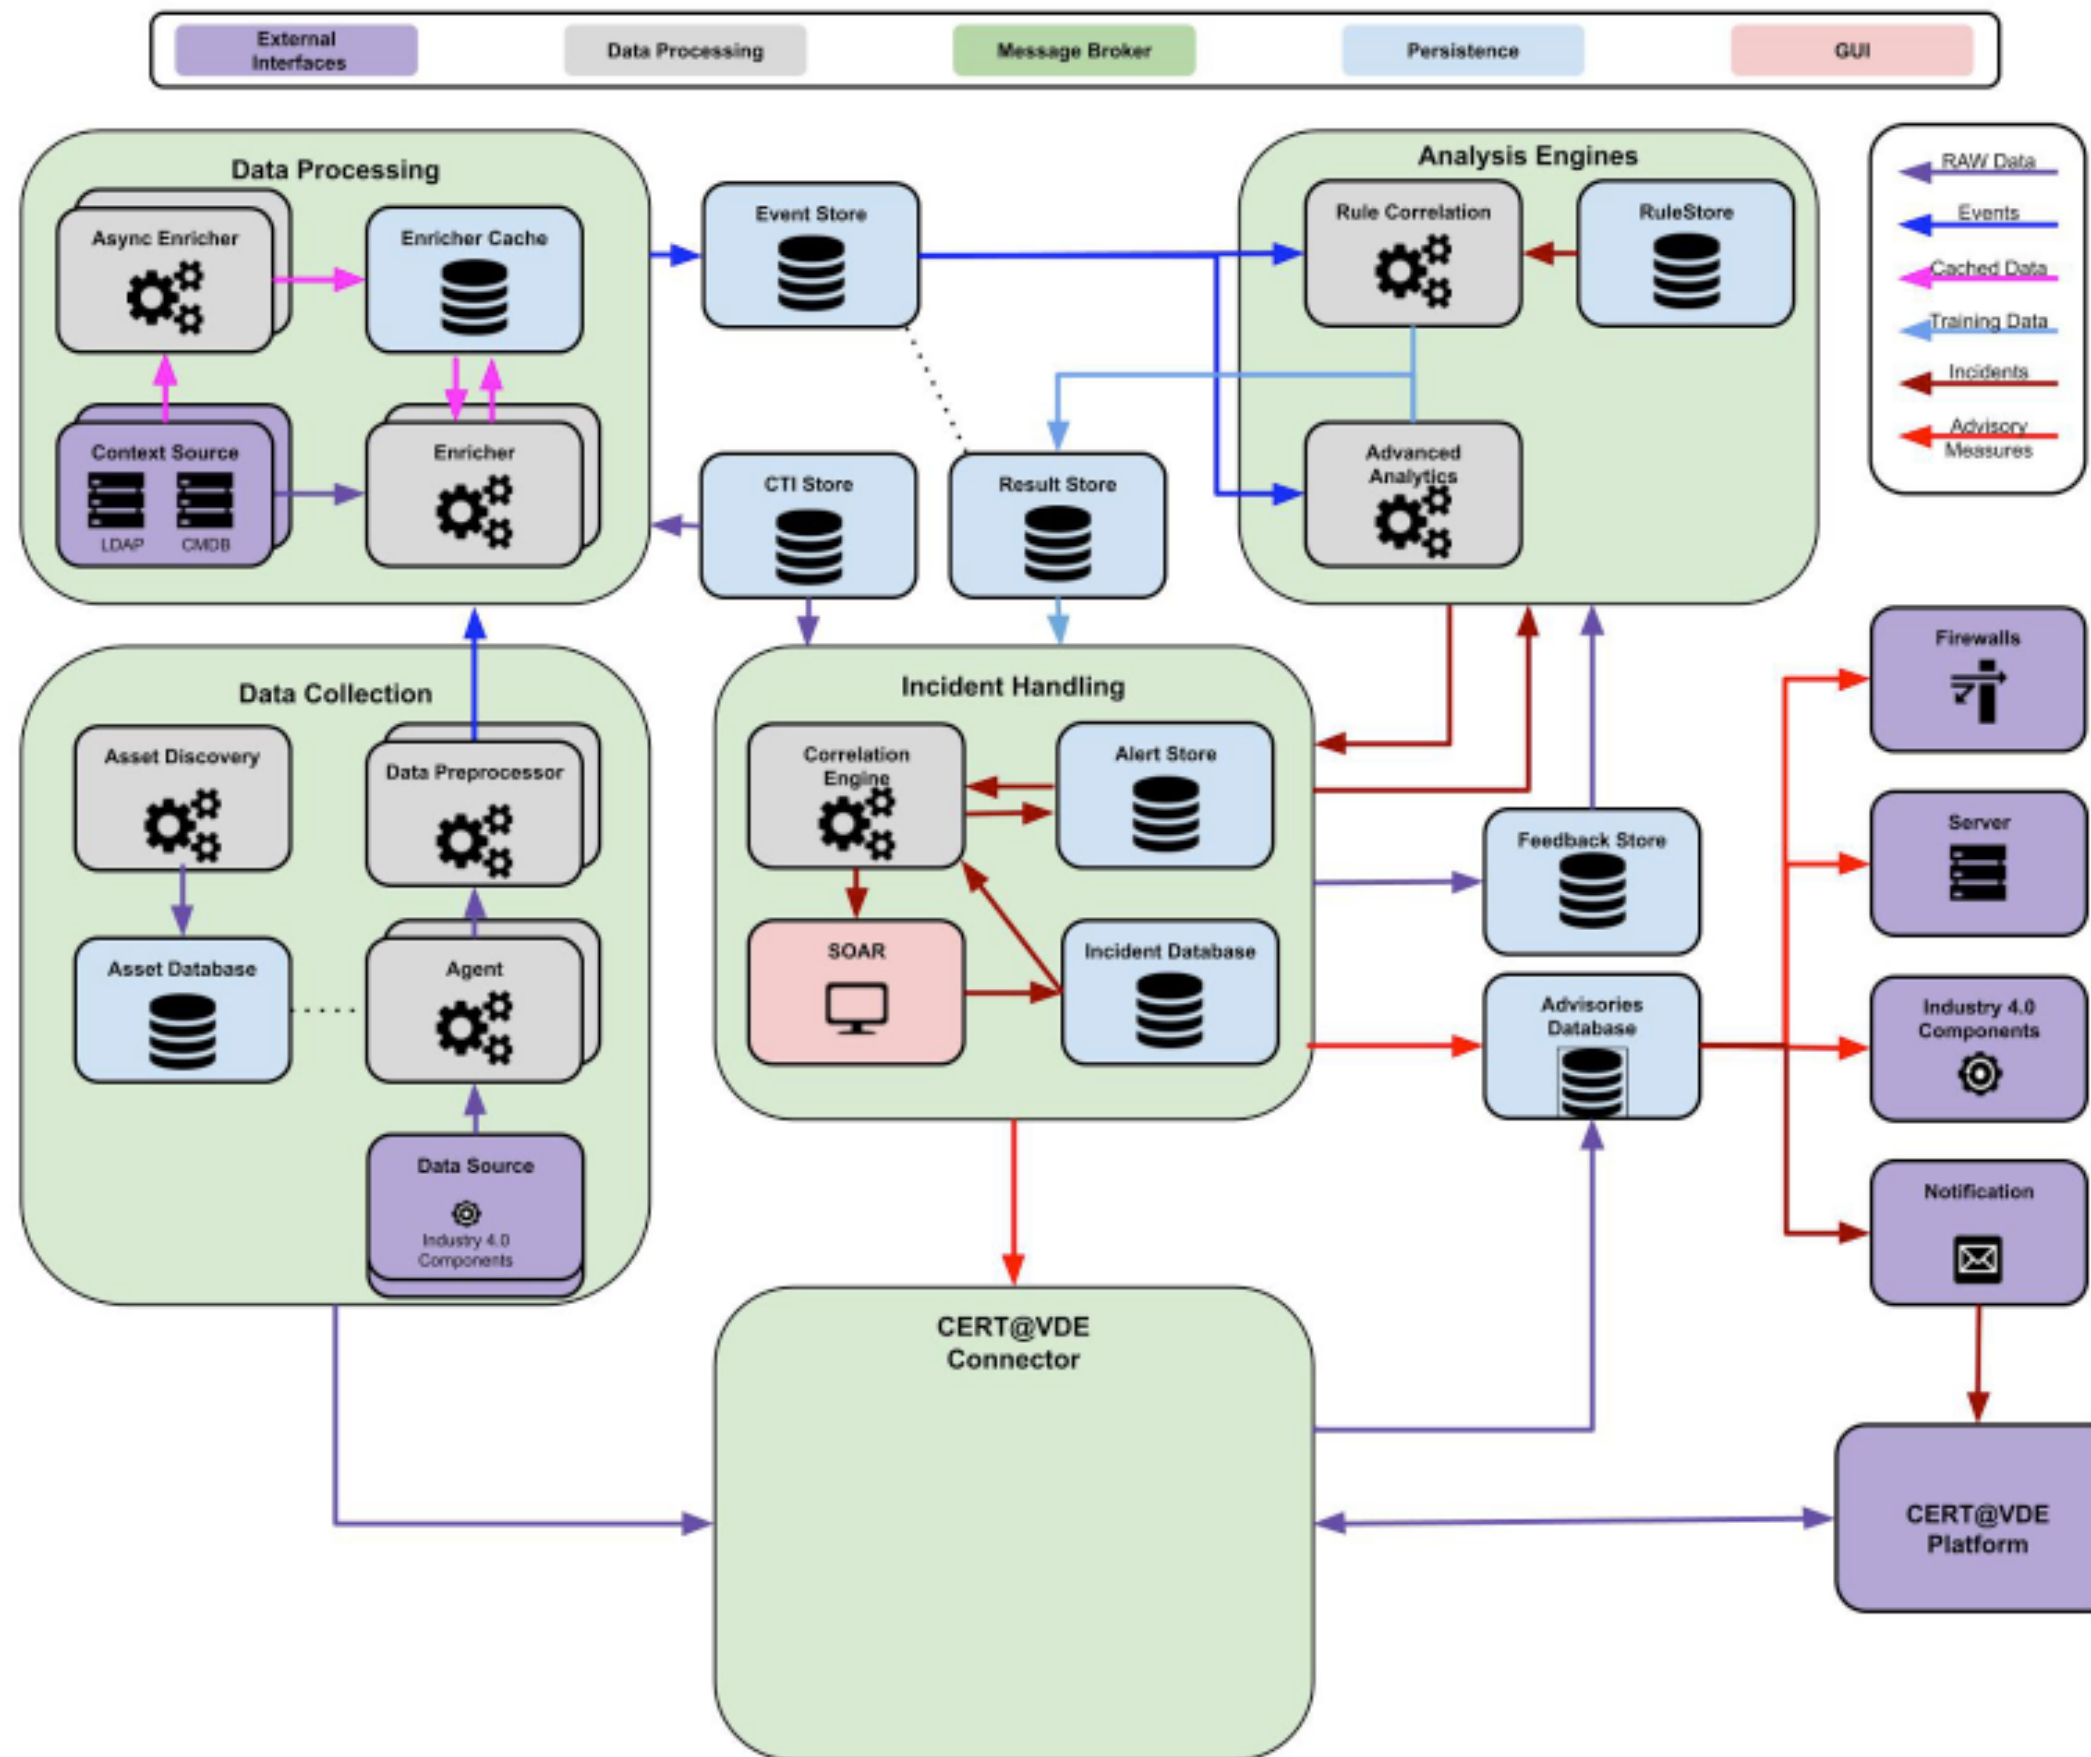 External
Interfaces
Data Processing
Message Broker
Persistence
GUI
Data Processing
Async Enricher
Enricher Cache
Context Source
LDAP
CMDB
Enricher
Event Store
CTI Store
Result Store
Analysis Engines
Rule Correlation
RuleStore
Advanced
Analytics
RAW Data
Events
Cached Data
Training Data
Incidents
Advisory
Measures
Data Collection
Asset Discovery
Data Preprocessor
Asset Database
Agent
Data Source
Industry 4.0
Components
Incident Handling
Correlation
Engine
Alert Store
SOAR
Incident Database
Feedback Store
Advisories
Database
Firewalls
Server
Industry 4.0
Components
Notification
CERT@VDE
Connector
CERT@VDE
Platform